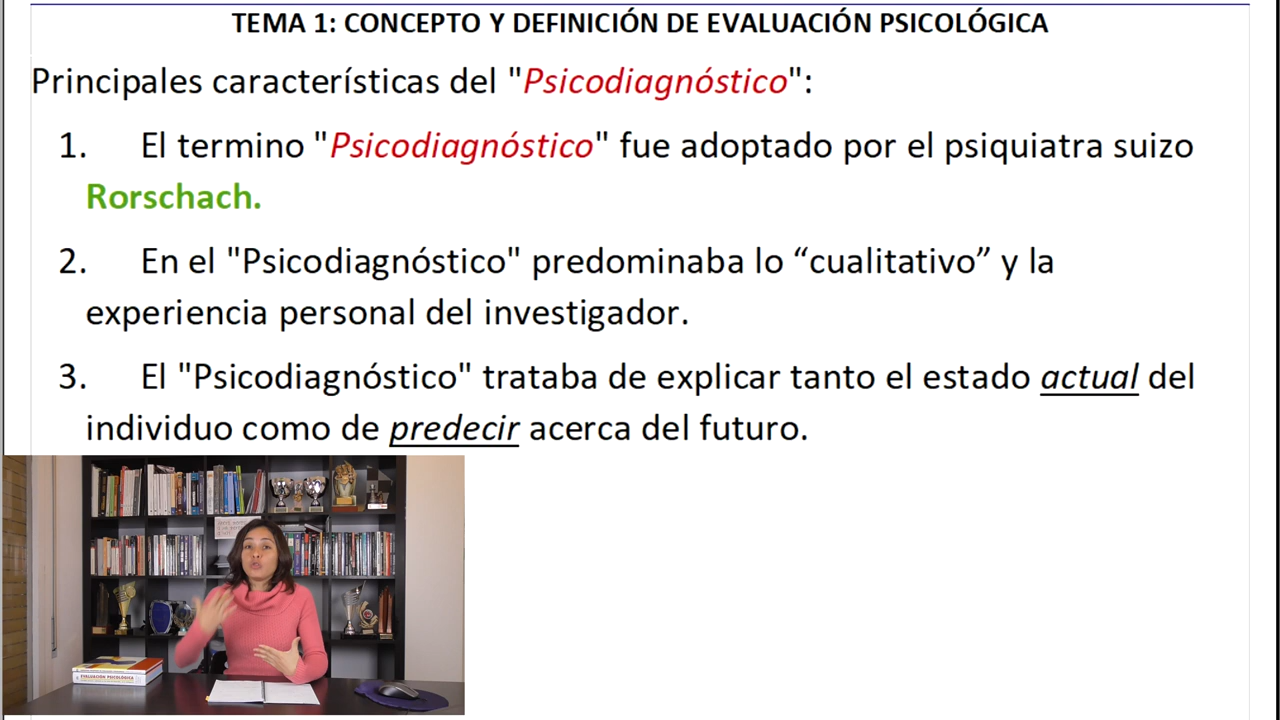 TEMA 1: CONCEPTO Y DEFINICIÓN DE EVALUACIÓN PSICOLÓGICA
Principales características del "Psicodiagnóstico":
1. El termino "Psicodiagnóstico" fue adoptado por el psiquiatra suizo
Rorschach.
2. En el "Psicodiagnóstico" predominaba lo “cualitativo” y la
experiencia personal del investigador.
3. El "Psicodiagnóstico" trataba de explicar tanto el estado actual del
individuo como de predecir acerca del futuro.
EVALUACIÓN PSICOLÓGICA